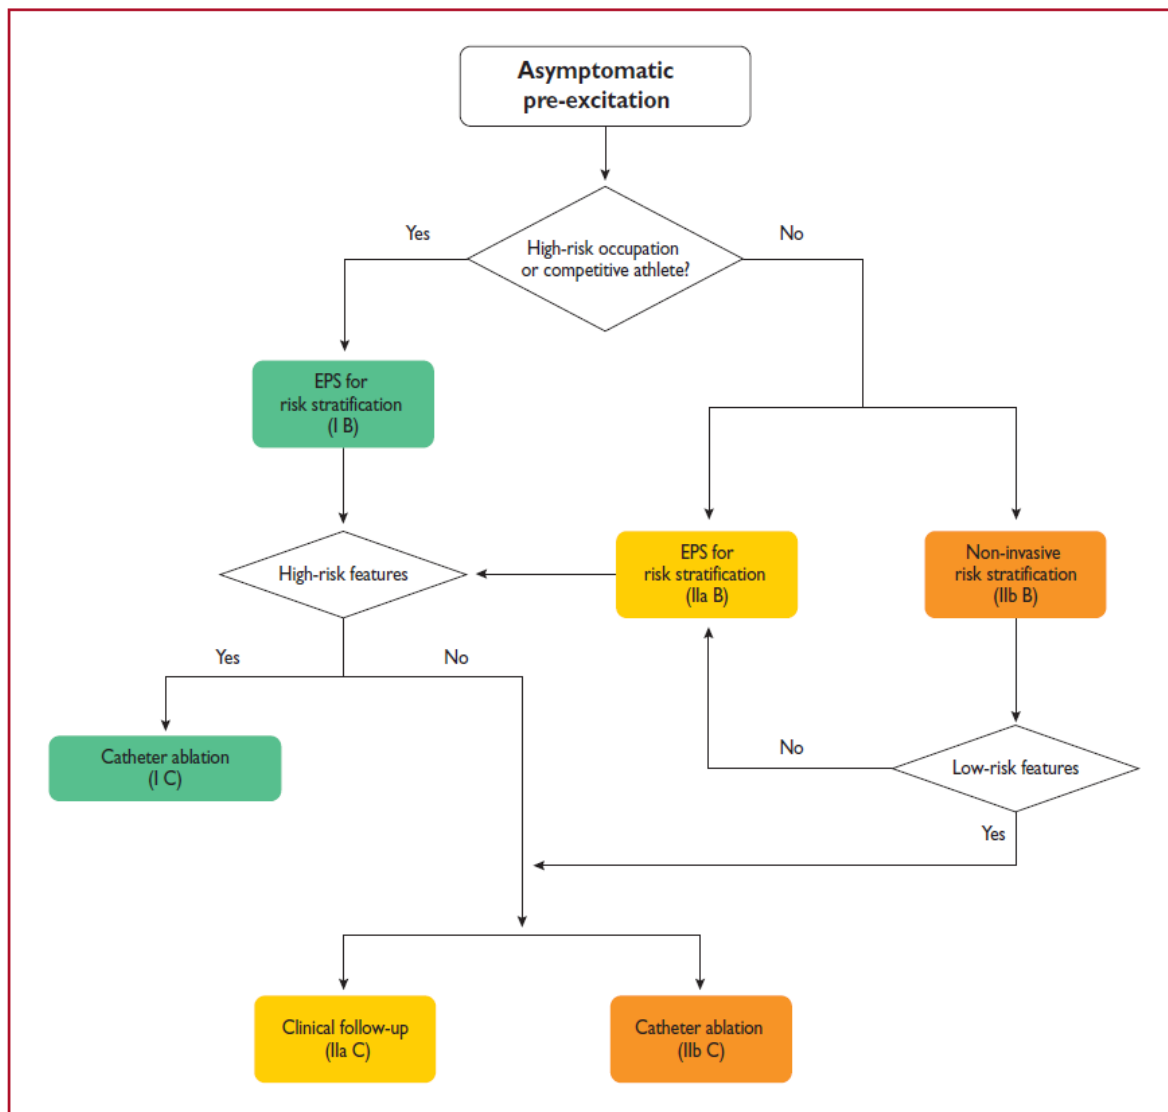 Asymptomatic
pre-excitation
Yes
No
High-risk occupation
or competitive athlete?
EPS for
risk stratification
(I B)
High-risk features
EPS for
risk stratification
(IIa B)
Non-invasive
risk stratification
(IIb B)
Yes
No
Catheter ablation
(I C)
No
Low-risk features
Yes
Clinical follow-up
(IIa C)
Catheter ablation
(IIb C)